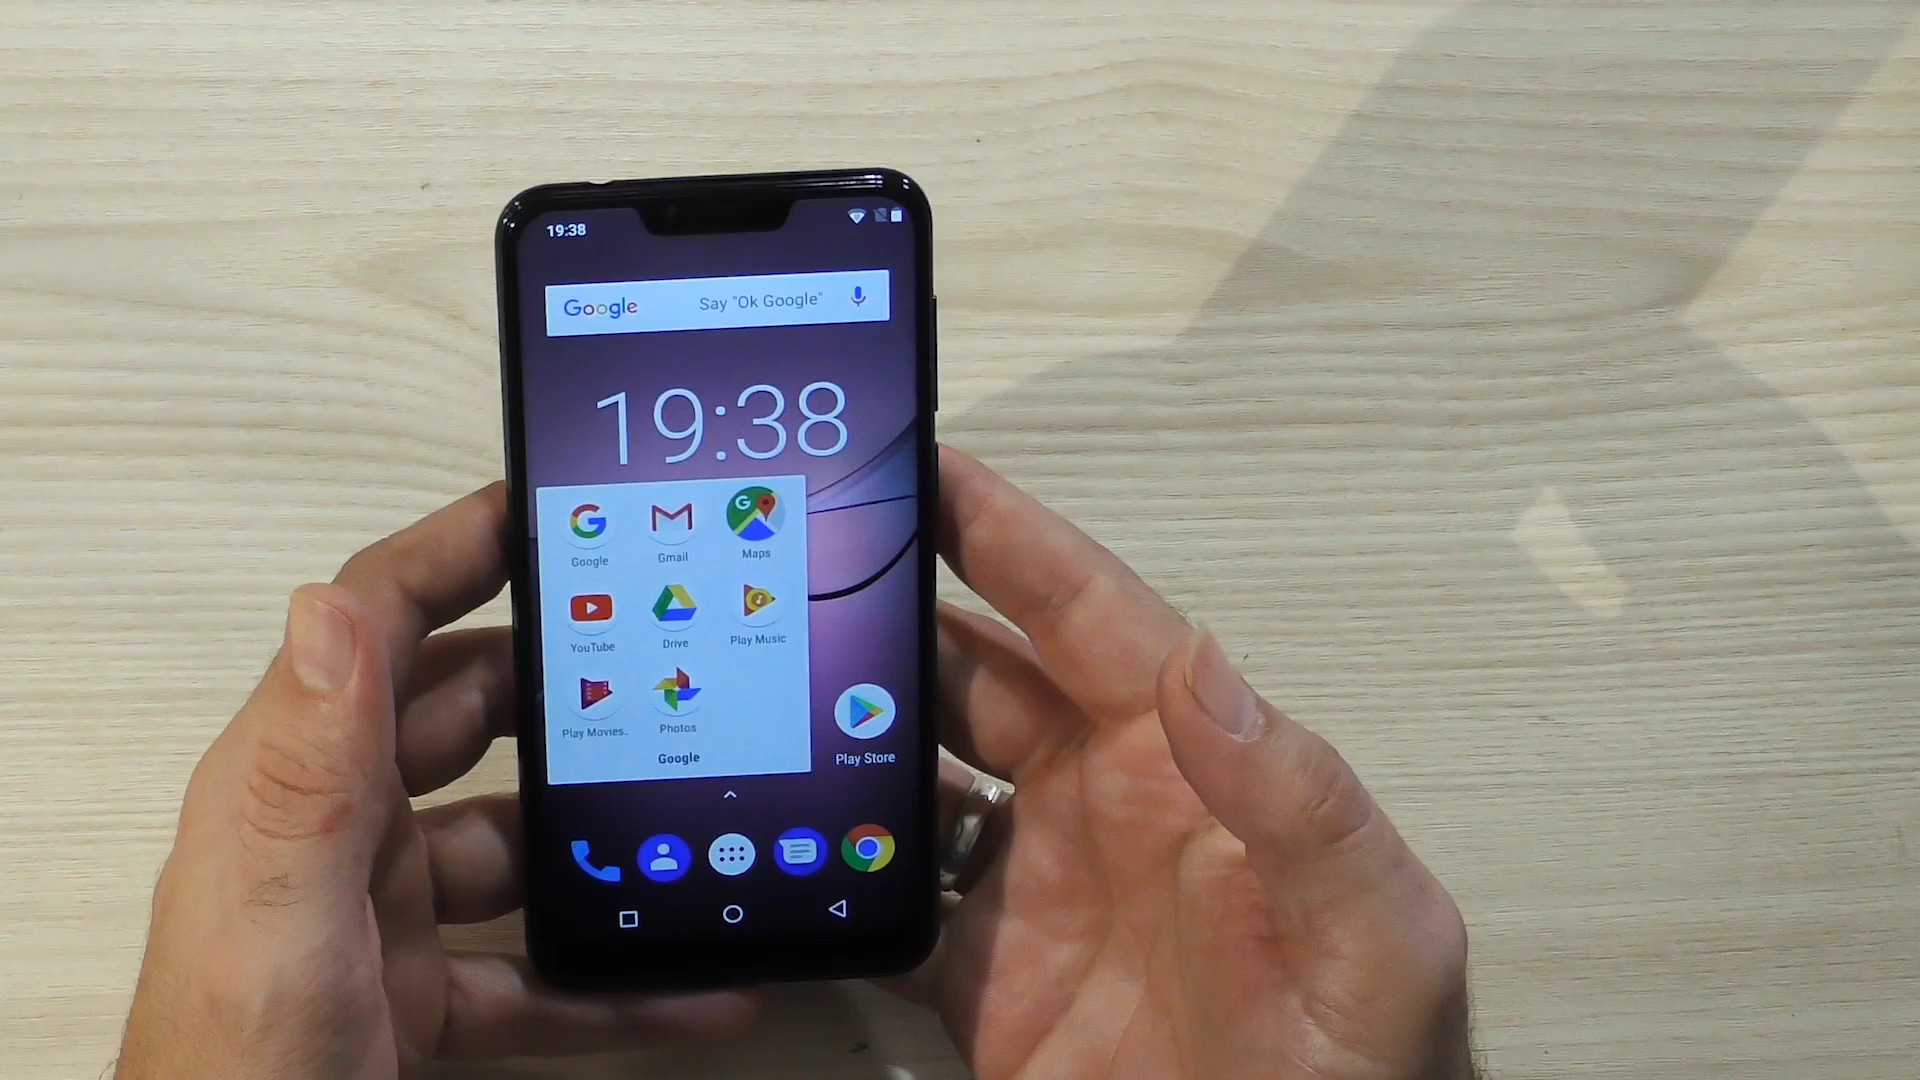 19:38
Google Say "Ok Google"
19:38
Google Gmail Maps
YouTube Drive Play Music
Play Movies.. Photos
Google
Play Store